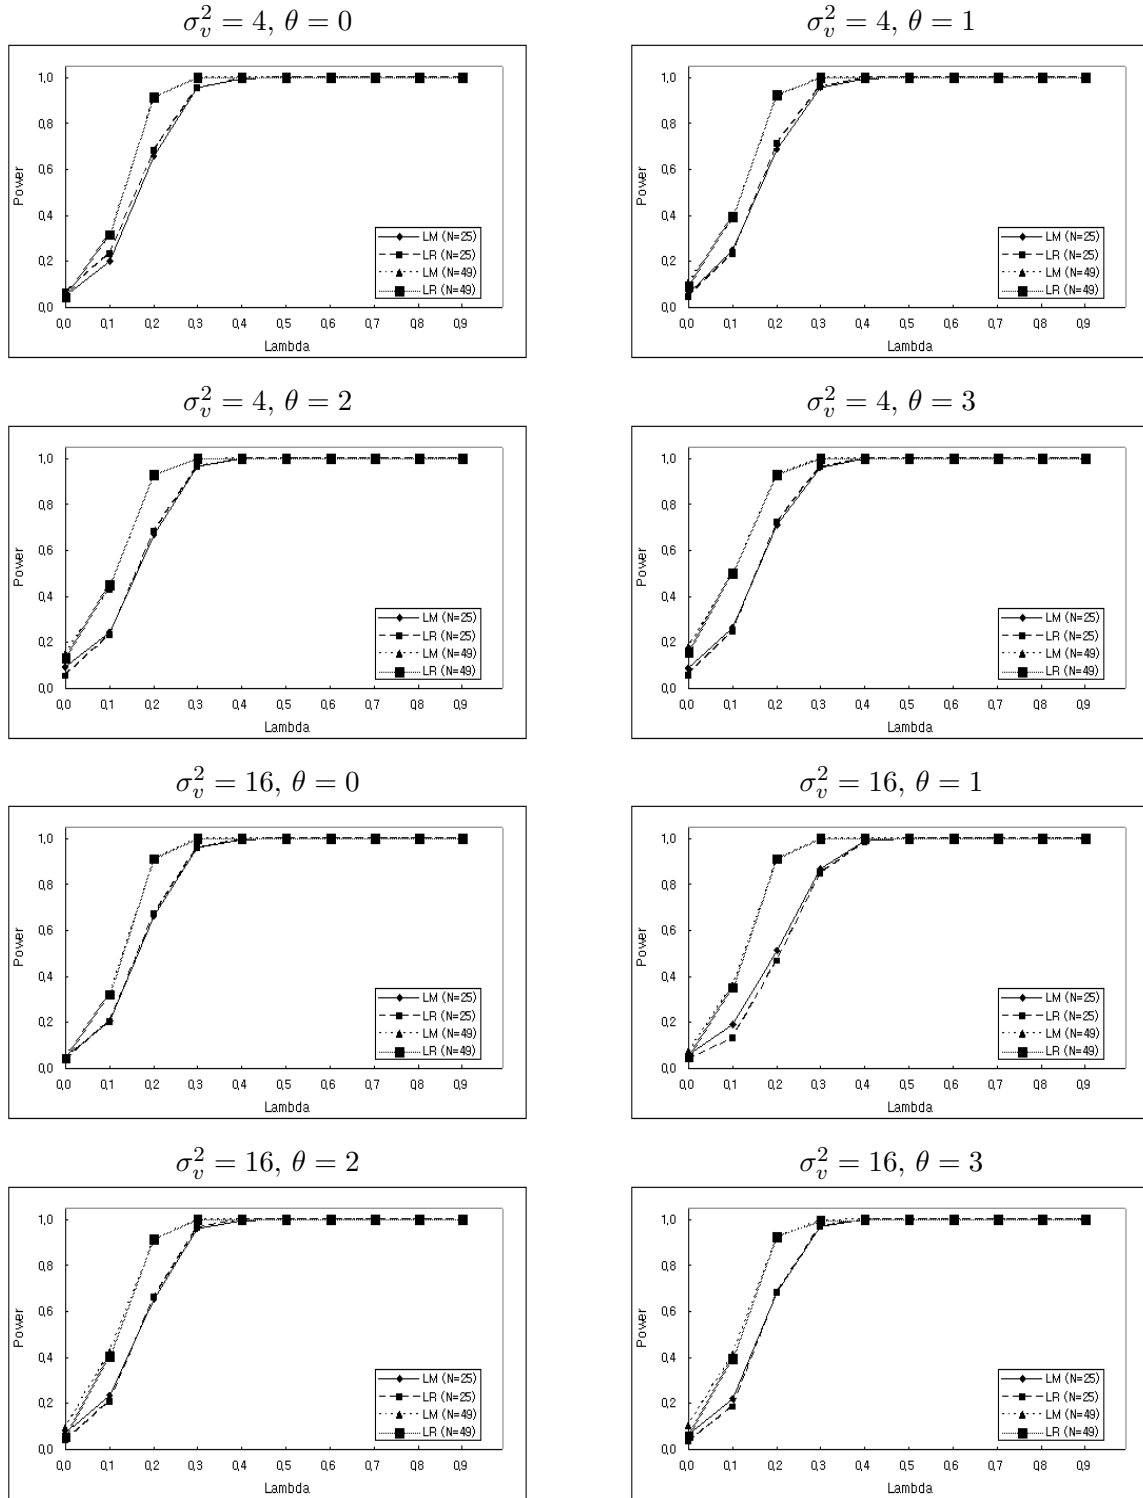 σ_v^2 = 4, θ = 0
σ_v^2 = 4, θ = 1
1,0
0,8
0,6
0,4
0,2
0,0
Power
LM (N=25)
LR (N=25)
LM (N=49)
LR (N=49)
0,0 0,1 0,2 0,3 0,4 0,5 0,6 0,7 0,8 0,9
Lambda
1,0
0,8
0,6
0,4
0,2
0,0
Power
LM (N=25)
LR (N=25)
LM (N=49)
LR (N=49)
0,0 0,1 0,2 0,3 0,4 0,5 0,6 0,7 0,8 0,9
Lambda
σ_v^2 = 4, θ = 2
σ_v^2 = 4, θ = 3
1,0
0,8
0,6
0,4
0,2
0,0
Power
LM (N=25)
LR (N=25)
LM (N=49)
LR (N=49)
0,0 0,1 0,2 0,3 0,4 0,5 0,6 0,7 0,8 0,9
Lambda
1,0
0,8
0,6
0,4
0,2
0,0
Power
LM (N=25)
LR (N=25)
LM (N=49)
LR (N=49)
0,0 0,1 0,2 0,3 0,4 0,5 0,6 0,7 0,8 0,9
Lambda
σ_v^2 = 16, θ = 0
σ_v^2 = 16, θ = 1
1,0
0,8
0,6
0,4
0,2
0,0
Power
LM (N=25)
LR (N=25)
LM (N=49)
LR (N=49)
0,0 0,1 0,2 0,3 0,4 0,5 0,6 0,7 0,8 0,9
Lambda
1,0
0,8
0,6
0,4
0,2
0,0
Power
LM (N=25)
LR (N=25)
LM (N=49)
LR (N=49)
0,0 0,1 0,2 0,3 0,4 0,5 0,6 0,7 0,8 0,9
Lambda
σ_v^2 = 16, θ = 2
σ_v^2 = 16, θ = 3
1,0
0,8
0,6
0,4
0,2
0,0
Power
LM (N=25)
LR (N=25)
LM (N=49)
LR (N=49)
0,0 0,1 0,2 0,3 0,4 0,5 0,6 0,7 0,8 0,9
Lambda
1,0
0,8
0,6
0,4
0,2
0,0
Power
LM (N=25)
LR (N=25)
LM (N=49)
LR (N=49)
0,0 0,1 0,2 0,3 0,4 0,5 0,6 0,7 0,8 0,9
Lambda